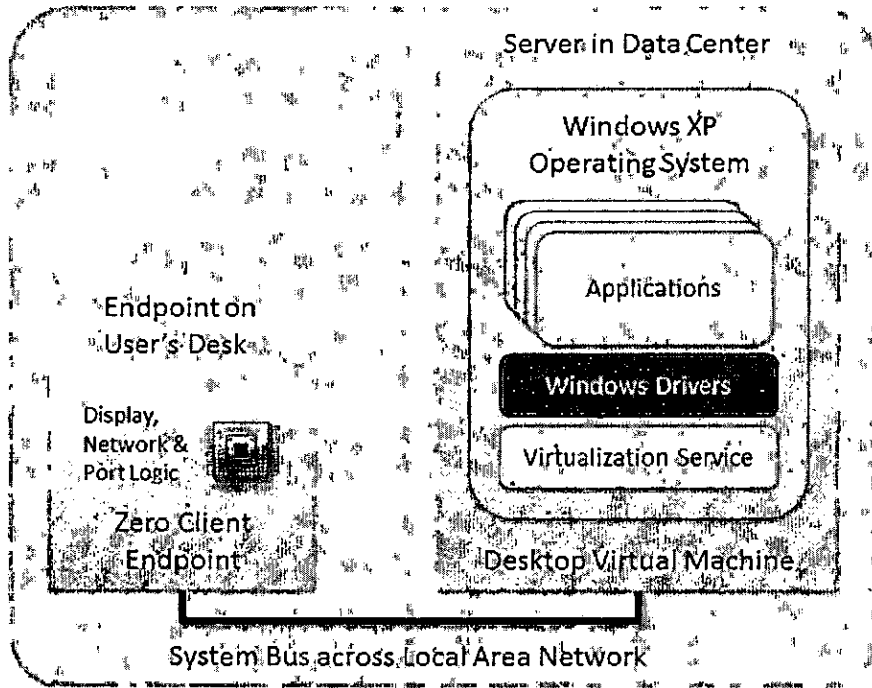 Server in Data Center
Windows XP
Operating System
Applications
Windows Drivers
Virtualization Service
Desktop Virtual Machine
Endpoint on
User's Desk
Display,
Network &
Port Logic
Zero Client
Endpoint
System Bus across Local Area Network